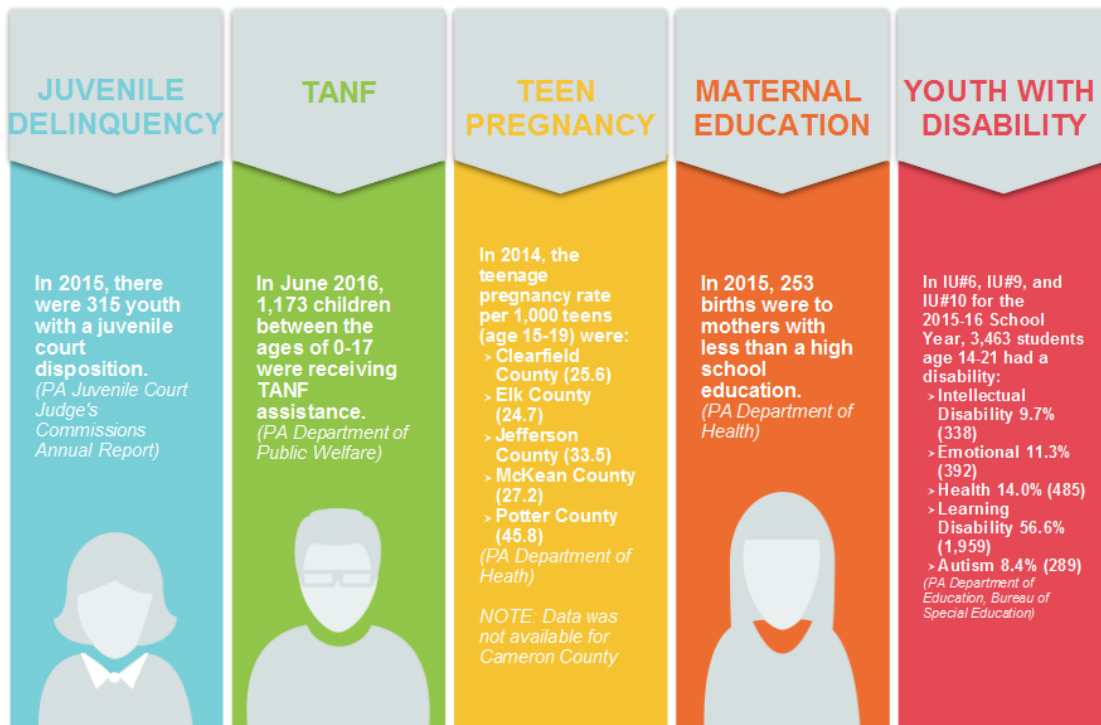 JUVENILE
DELINQUENCY
In 2015, there
were 315 youth
with a juvenile
court
disposition.
(PA Juvenile Court
Judge's
Commissions
Annual Report)
TANF
In June 2016,
1,173 children
between the
ages of 0-17
were receiving
TANF
assistance.
(PA Department of
Public Welfare)
TEEN
PREGNANCY
In 2014, the
teenage
pregnancy rate
per 1,000 teens
(age 15-19) were:
➢ Clearfield
County (25.6)
➢ Elk County
(24.7)
➢ Jefferson
County (33.5)
➢ McKean County
(27.2)
➢ Potter County
(45.8)
(PA Department of
Heath)
NOTE: Data was
not available for
Cameron County
MATERNAL
EDUCATION
In 2015, 253
births were to
mothers with
less than a high
school
education.
(PA Department of
Health)
YOUTH WITH
DISABILITY
In IU#6, IU#9, and
IU#10 for the
2015-16 School
Year, 3,463 students
age 14-21 had a
disability:
➢ Intellectual
Disability 9.7%
(338)
➢ Emotional 11.3%
(392)
➢ Health 14.0% (485)
➢ Learning
Disability 56.6%
(1,959)
➢ Autism 8.4% (289)
(PA Department of
Education, Bureau of
Special Education)